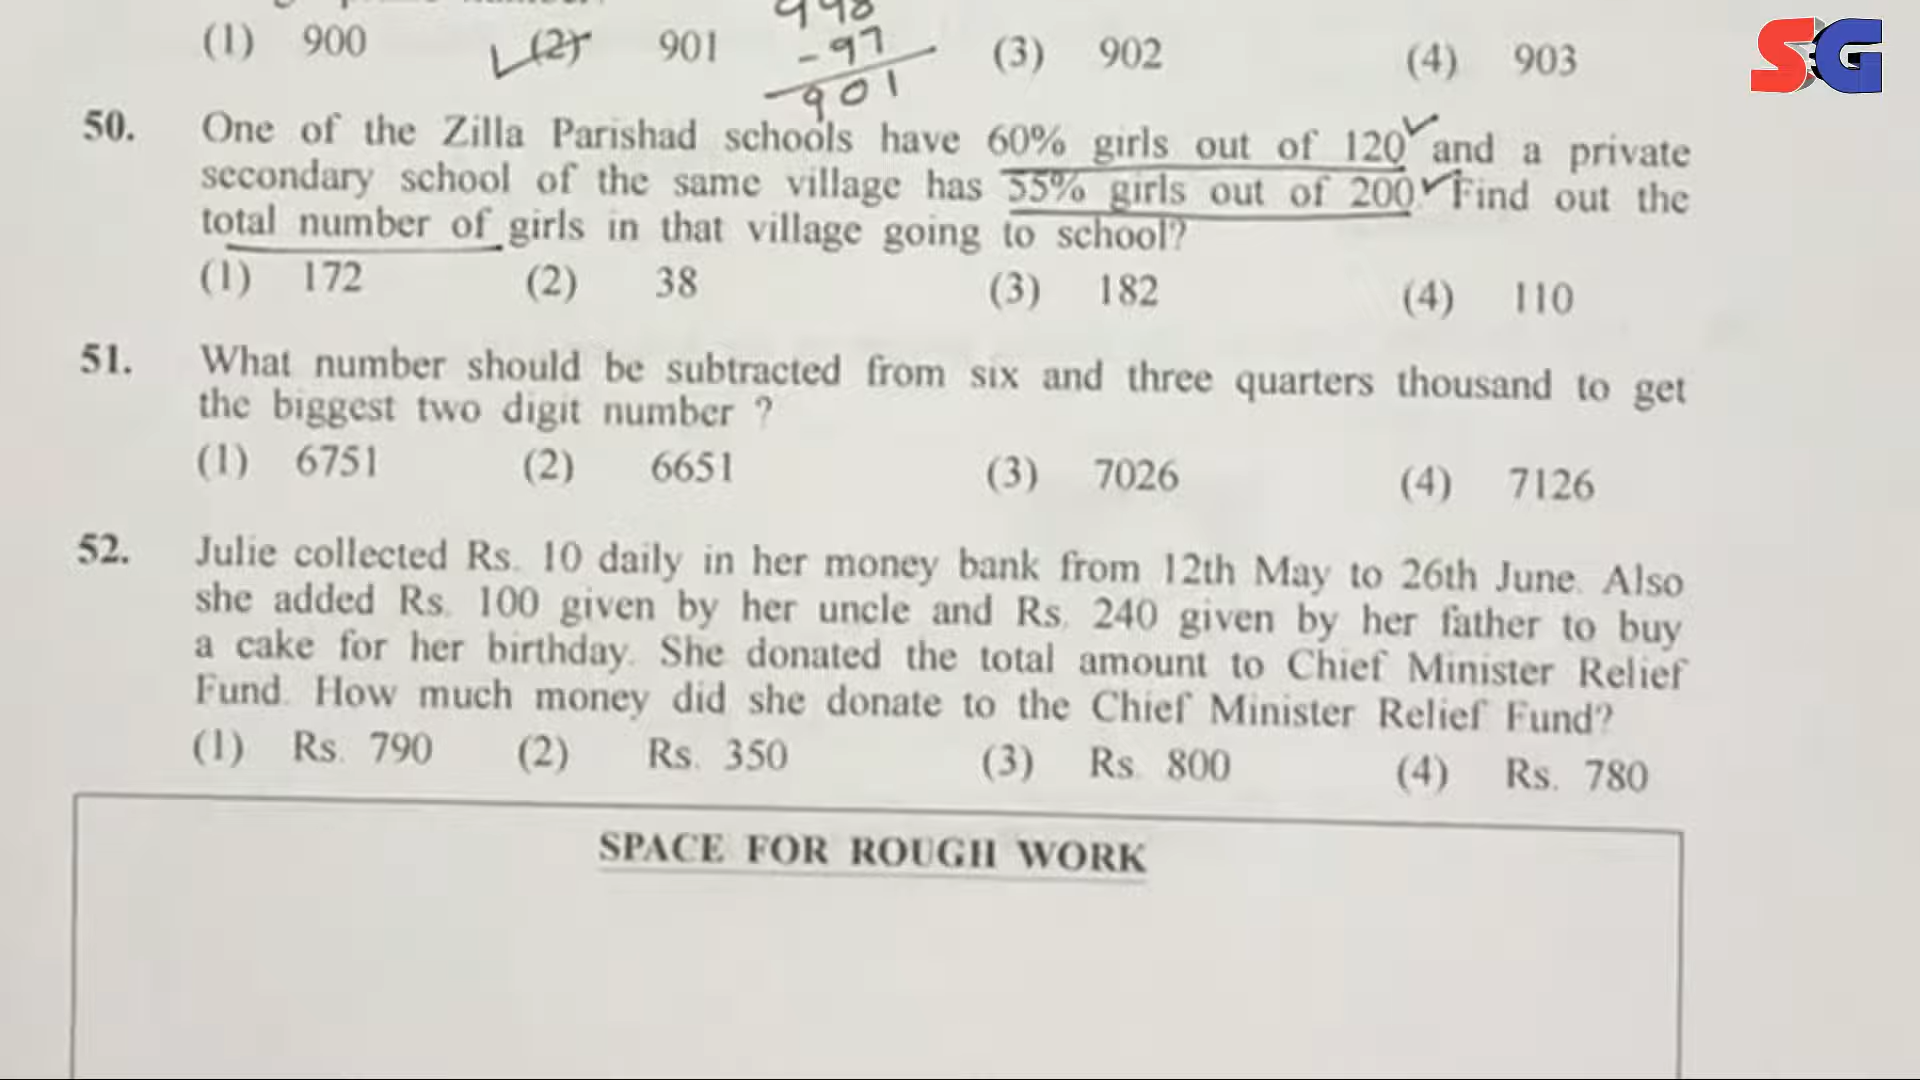 (1) 900 (2) 901 (3) 902 (4) 903
998
- 97
901
50. One of the Zilla Parishad schools have 60% girls out of 120 and a private
secondary school of the same village has 55% girls out of 200. Find out the
total number of girls in that village going to school?
(1) 172 (2) 38 (3) 182 (4) 110
51. What number should be subtracted from six and three quarters thousand to get
the biggest two digit number ?
(1) 6751 (2) 6651 (3) 7026 (4) 7126
52. Julie collected Rs. 10 daily in her money bank from 12th May to 26th June. Also
she added Rs. 100 given by her uncle and Rs. 240 given by her father to buy
a cake for her birthday. She donated the total amount to Chief Minister Relief
Fund. How much money did she donate to the Chief Minister Relief Fund?
(1) Rs. 790 (2) Rs. 350 (3) Rs. 800 (4) Rs. 780
SPACE FOR ROUGH WORK
SG